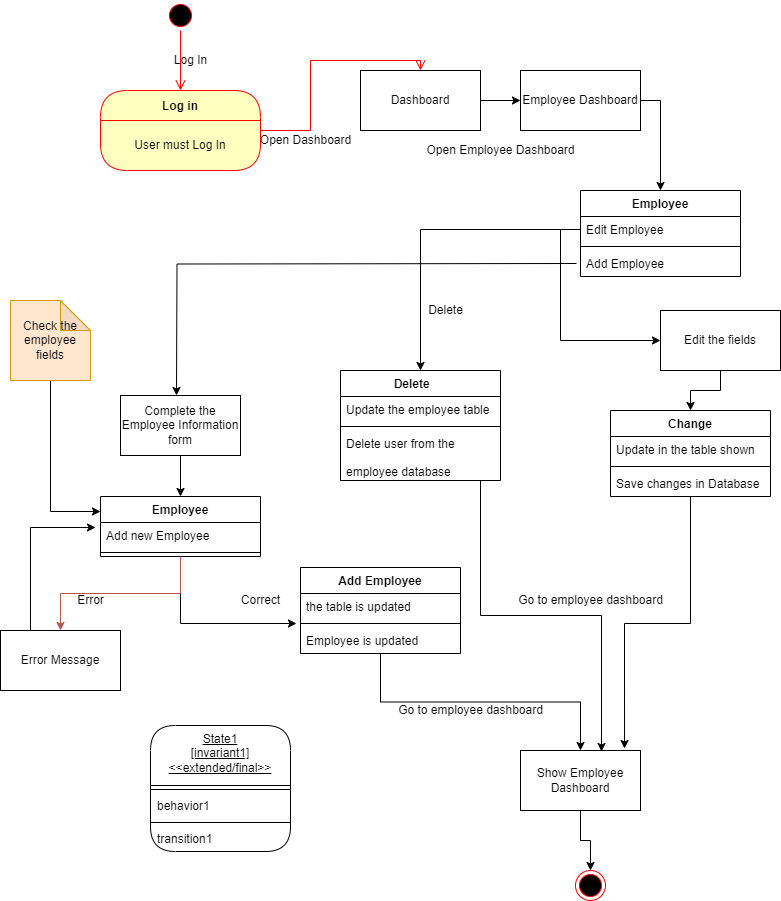 Log In
Log in
User must Log In
Open Dashboard
Dashboard
Employee Dashboard
Open Employee Dashboard
Employee
Edit Employee
Add Employee
Delete
Check the
employee
fields
Edit the fields
Complete the
Employee Information
form
Delete
Update the employee table
Delete user from the
employee database
Change
Update in the table shown
Save changes in Database
Employee
Add new Employee
Error
Correct
Error Message
Add Employee
the table is updated
Employee is updated
Go to employee dashboard
Go to employee dashboard
State1
[invariant1]
<<extended/final>>
behavior1
transition1
Show Employee
Dashboard